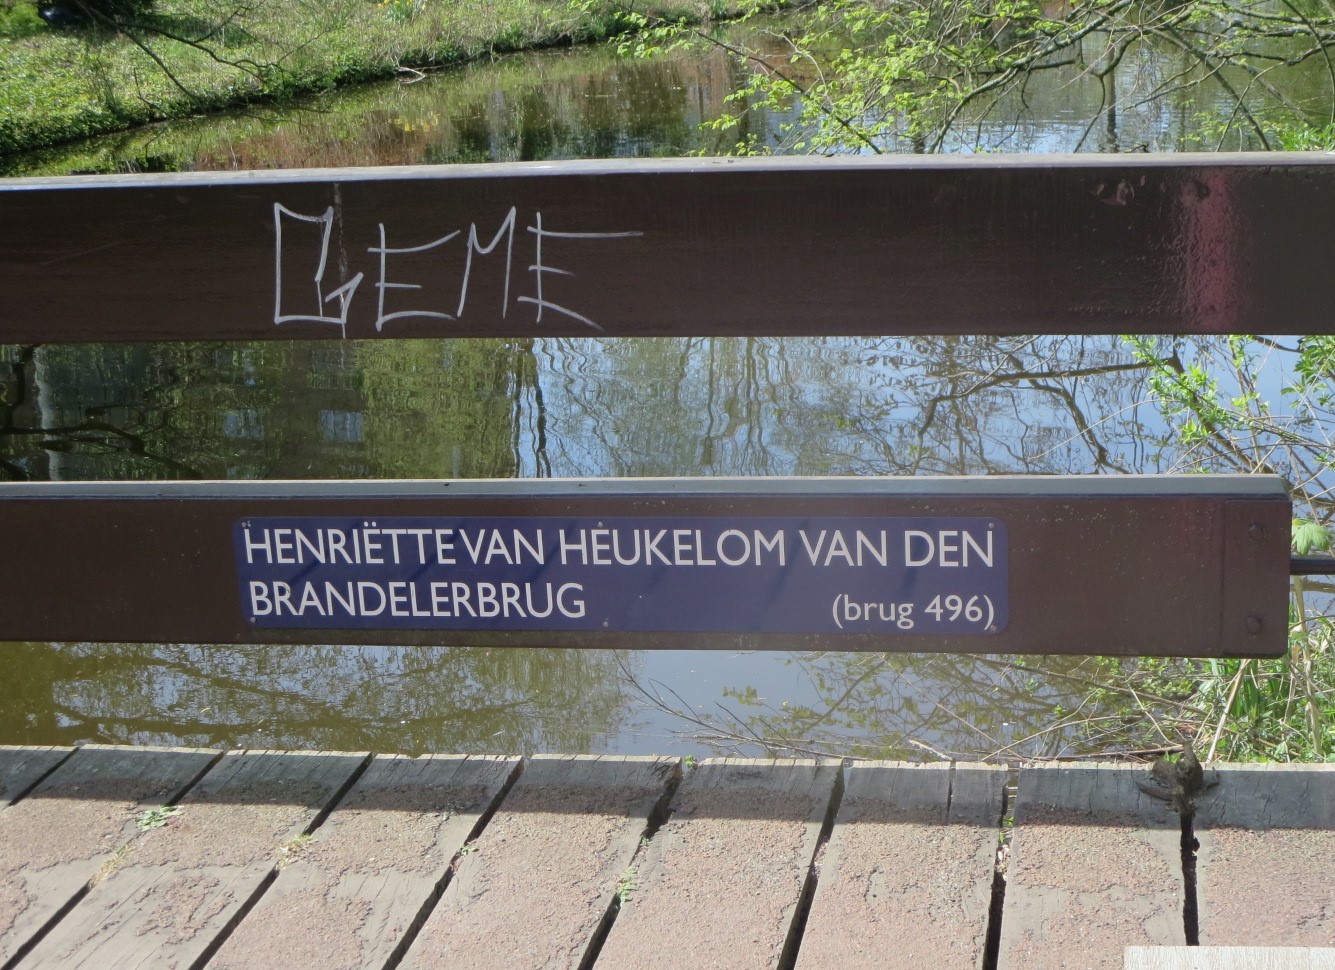 GEME
HENRIËTTE VAN HEUKELOM VAN DEN
BRANDELERBRUG
(brug 496)